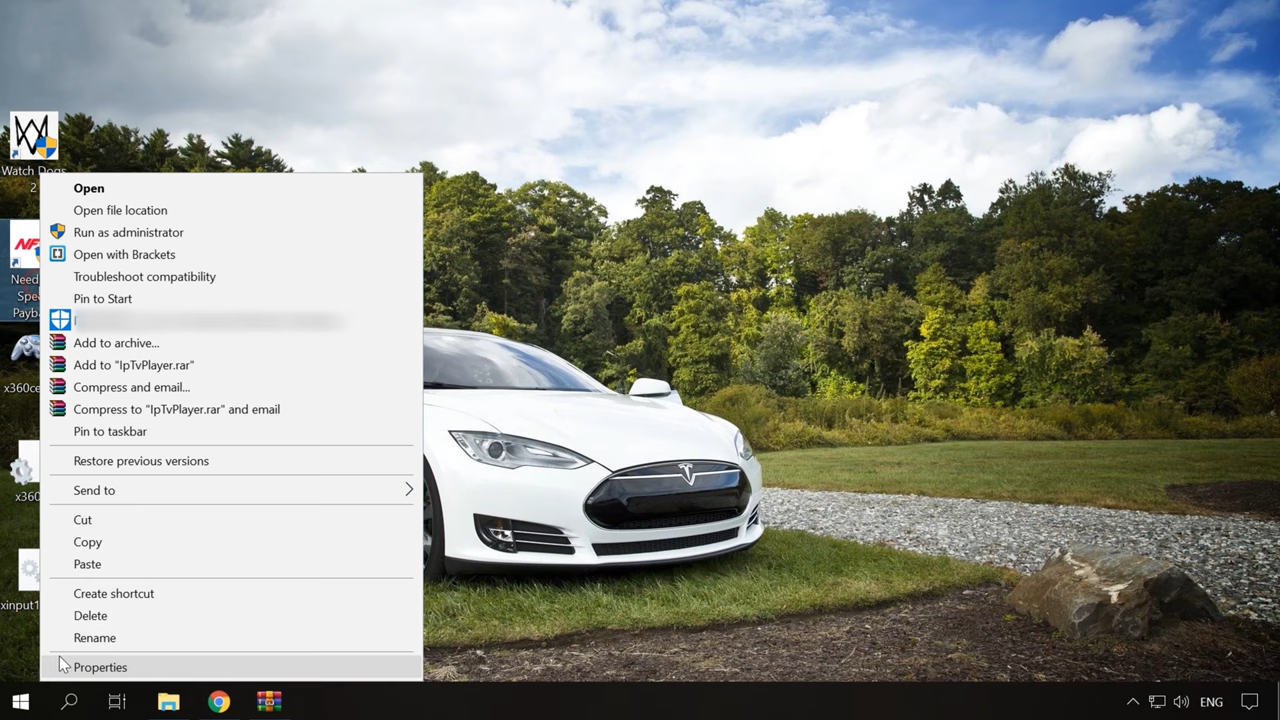 Watch Dogs
2
Open
Open file location
Run as administrator
Open with Brackets
Troubleshoot compatibility
Pin to Start
Add to archive...
Add to "IpTvPlayer.rar"
Compress and email...
Compress to "IpTvPlayer.rar" and email
Pin to taskbar
Restore previous versions
Send to
Cut
Copy
Paste
Create shortcut
Delete
Rename
Properties
NF
Need
Spe
Payb
x360ce
x360
xinput1
ENG